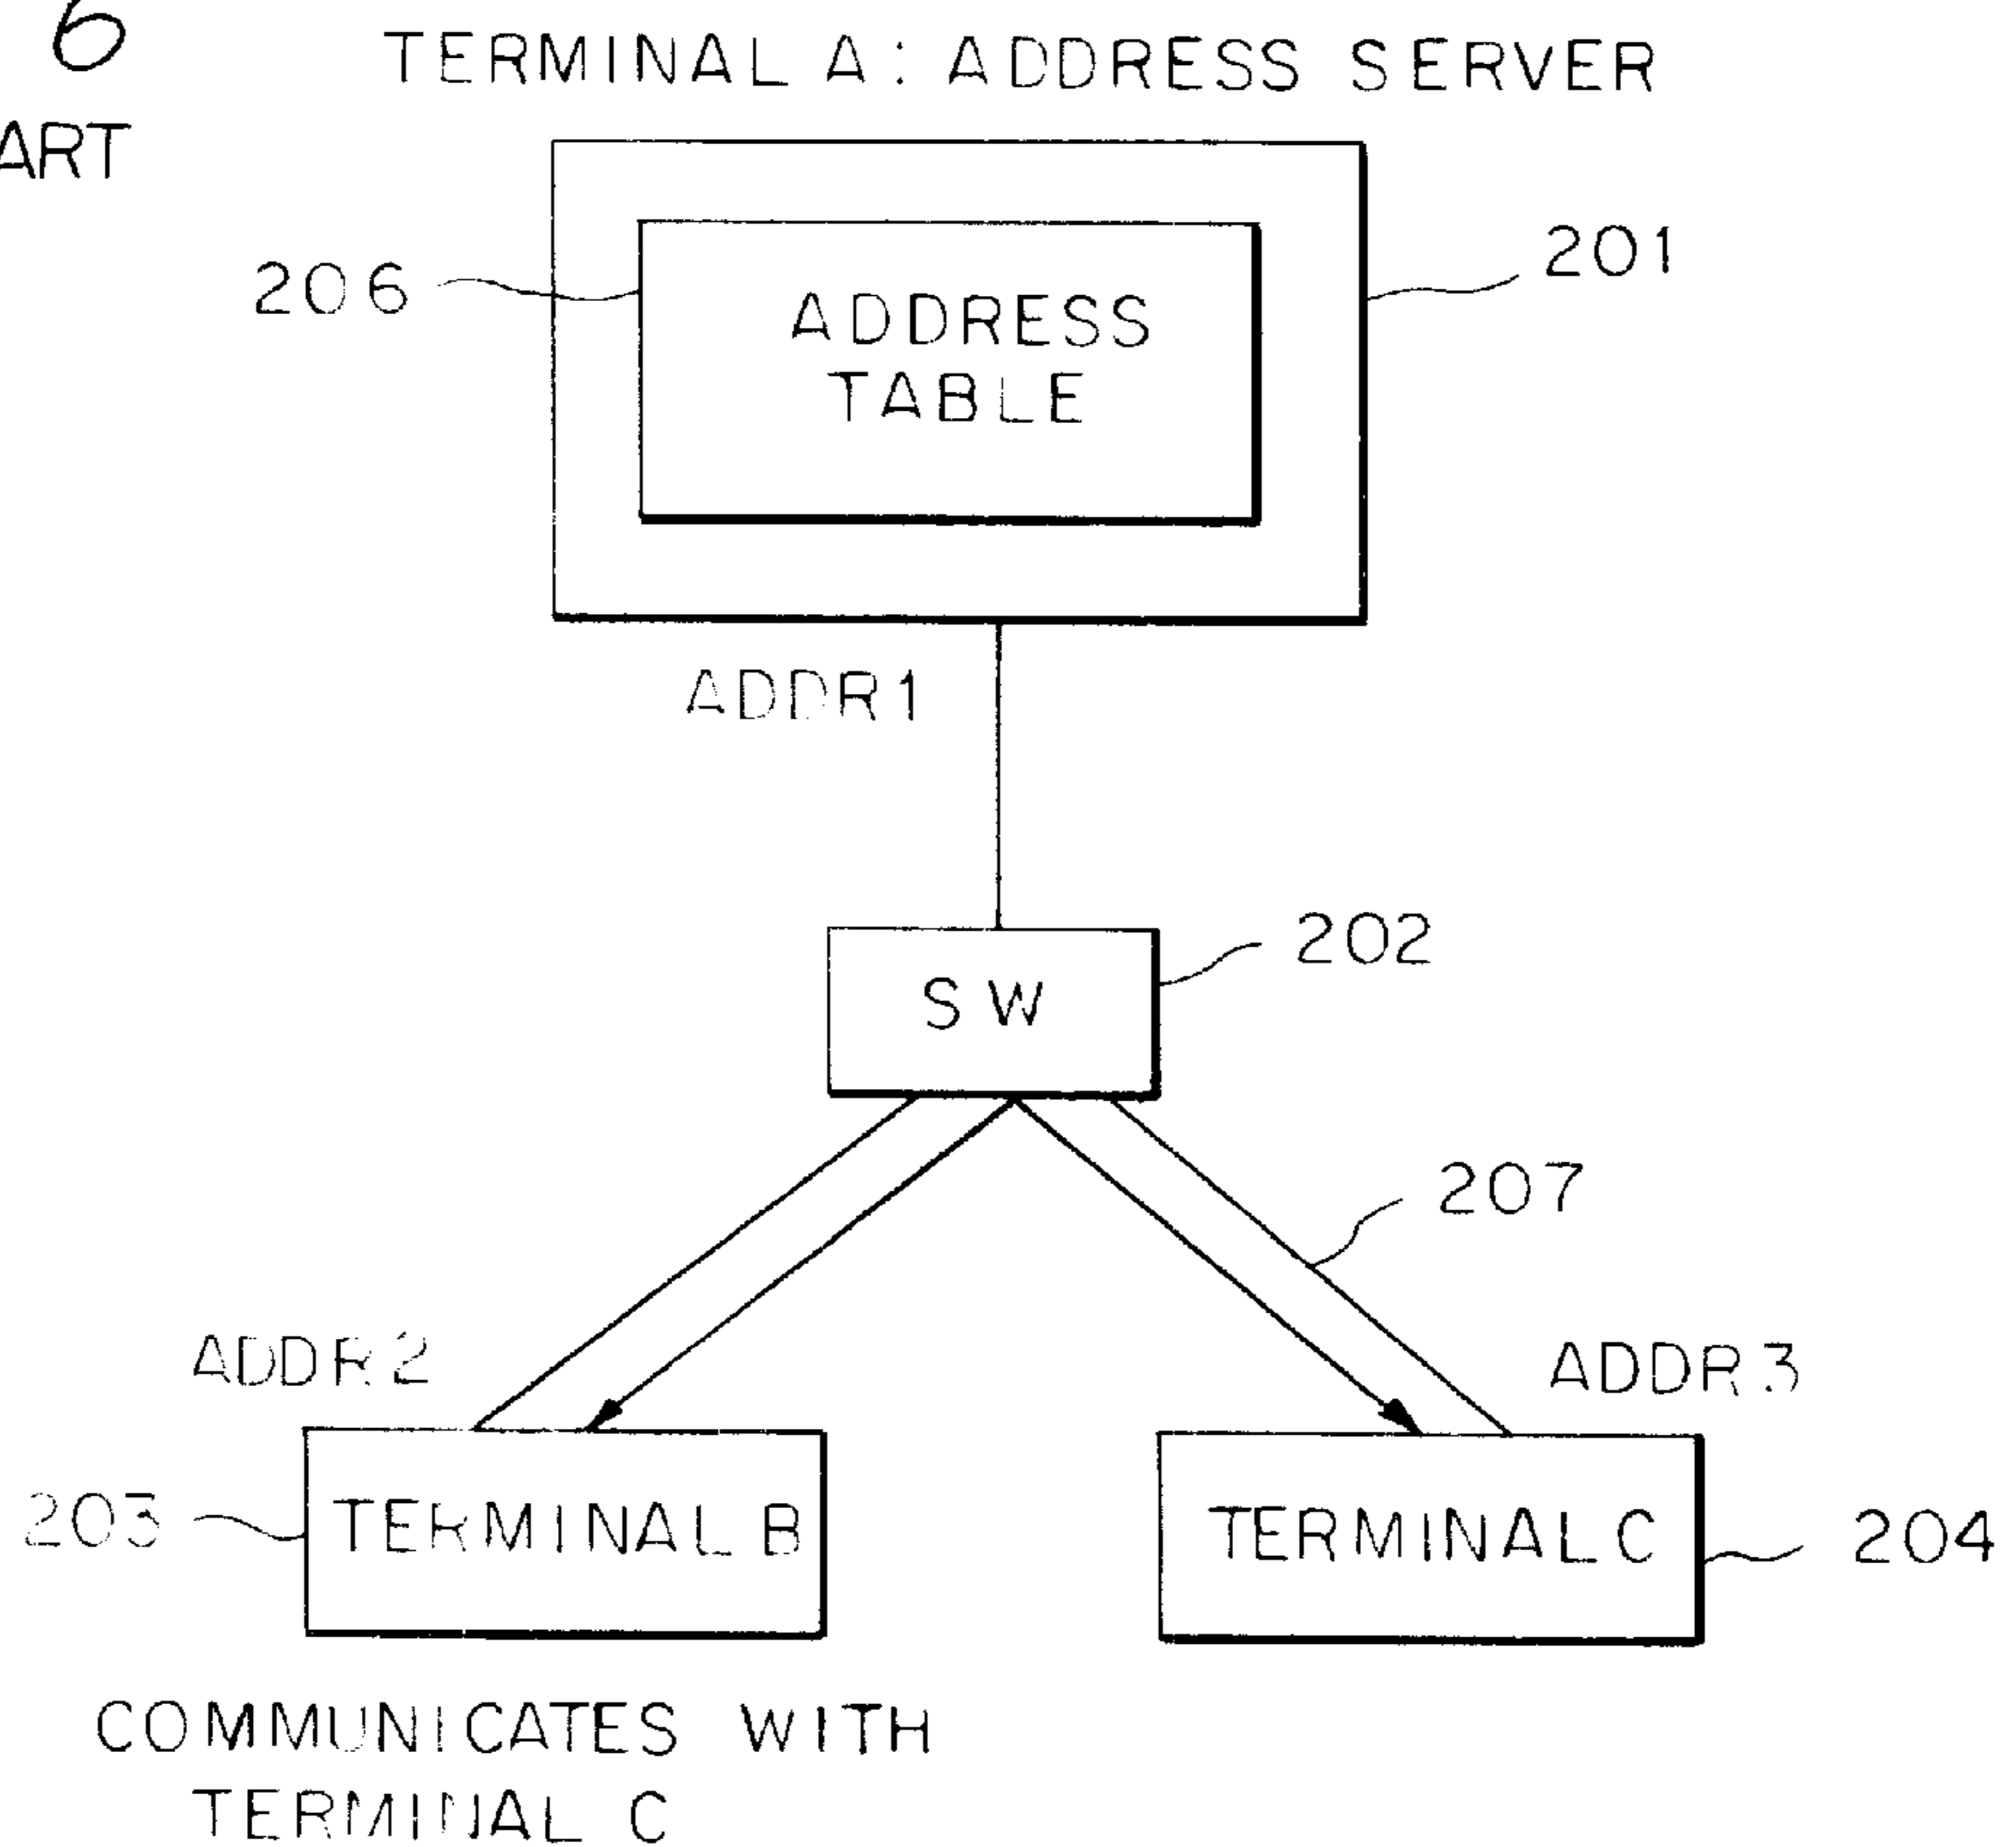 6
ART
TERMINAL A: ADDRESS SERVER
206
201
ADDRESS
TABLE
ADDR1
202
SW
207
ADDR2
ADDR3
203
TERMINAL B
TERMINAL C
204
COMMUNICATES WITH
TERMINAL C